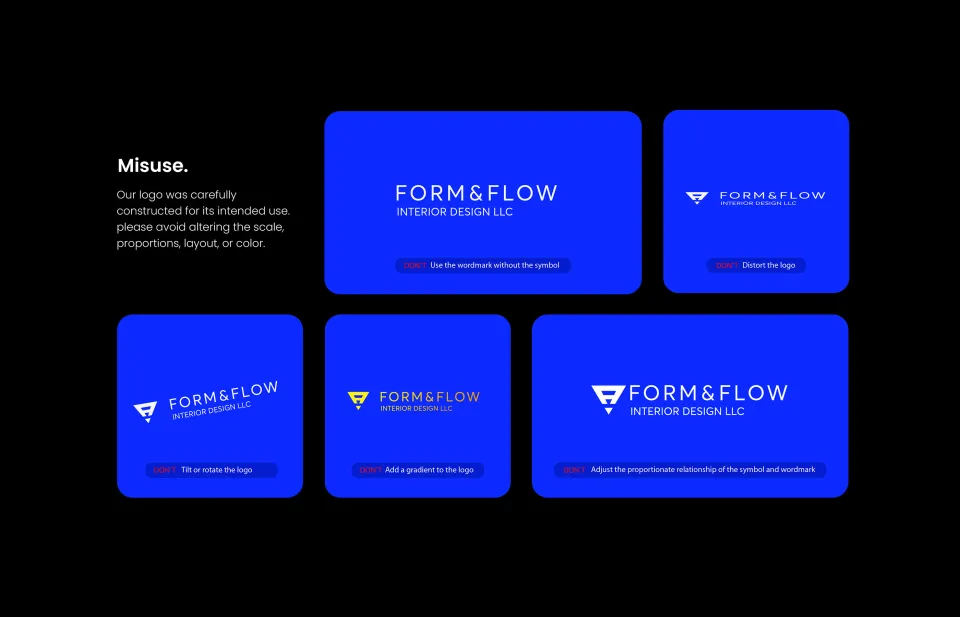 Misuse.
Our logo was carefully
constructed for its intended use.
please avoid altering the scale,
proportions, layout, or color.
FORM&FLOW
INTERIOR DESIGN LLC
DON'T Use the wordmark without the symbol
FORM&FLOW
INTERIOR DESIGN LLC
DON'T Distort the logo
FORM&FLOW
INTERIOR DESIGN LLC
DON'T Tilt or rotate the logo
FORM&FLOW
INTERIOR DESIGN LLC
DON'T Add a gradient to the logo
FORM&FLOW
INTERIOR DESIGN LLC
DON'T Adjust the proportionate relationship of the symbol and wordmark